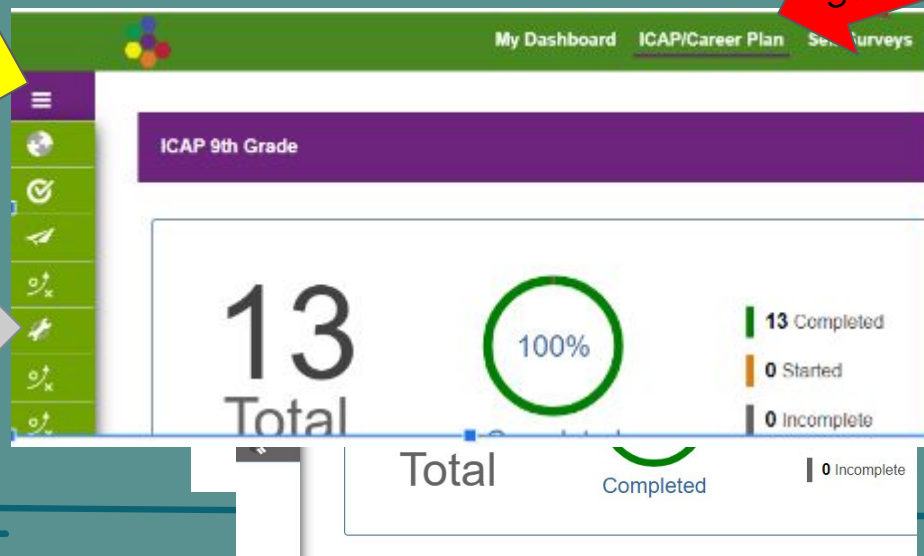 My Dashboard ICAP/Career Plan Surveys
ICAP 9th Grade
13
Total
100%
13 Completed
0 Started
0 Incomplete
Total
Completed
0 Incomplete